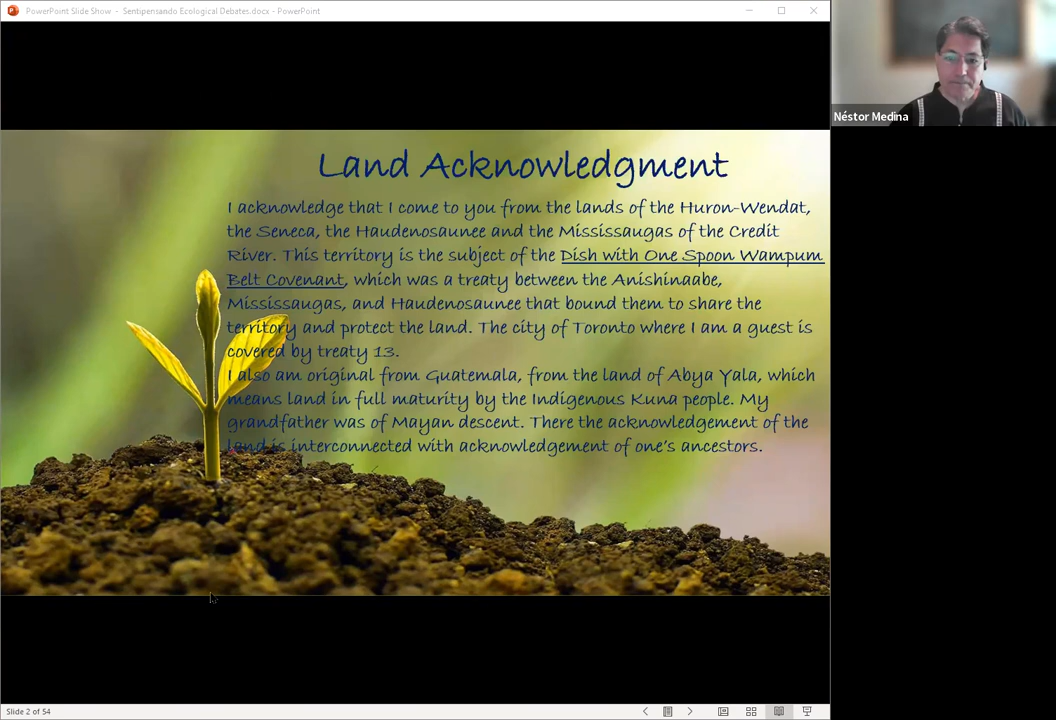 PowerPoint Slide Show - Sentipensando Ecological Debates.docx - PowerPoint
Néstor Medina
Land Acknowledgment
I acknowledge that I come to you from the lands of the Huron-Wendat,
the Seneca, the Haudenosaunee and the Mississaugas of the Credit
River. This territory is the subject of the Dish with One Spoon Wampum
Belt Covenant, which was a treaty between the Anishinaabe,
Mississaugas, and Haudenosaunee that bound them to share the
territory and protect the land. The city of Toronto where I am a guest is
covered by treaty 13.
I also am original from Guatemala, from the land of Abya Yala, which
means land in full maturity by the Indigenous Kuna people. My
grandfather was of Mayan descent. There the acknowledgement of the
land is interconnected with acknowledgement of one's ancestors.
Slide 2 of 54